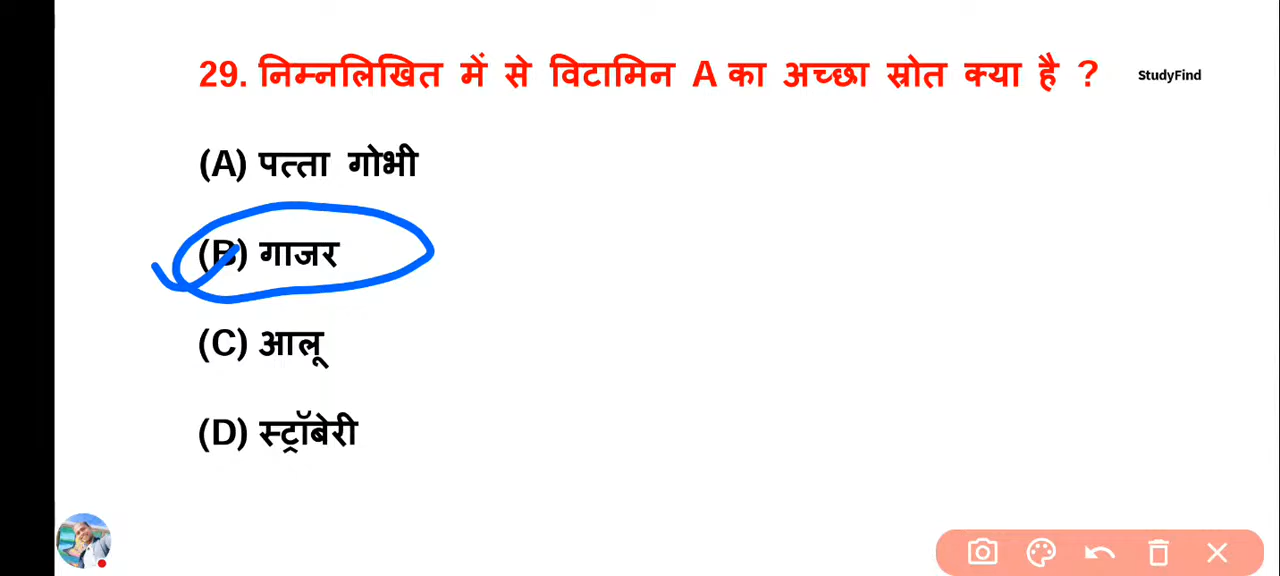 29. निम्नलिखित में से विटामिन A का अच्छा स्रोत क्या है ? StudyFind
(A) पत्ता गोभी
(B) गाजर
(C) आलू
(D) स्ट्रॉबेरी